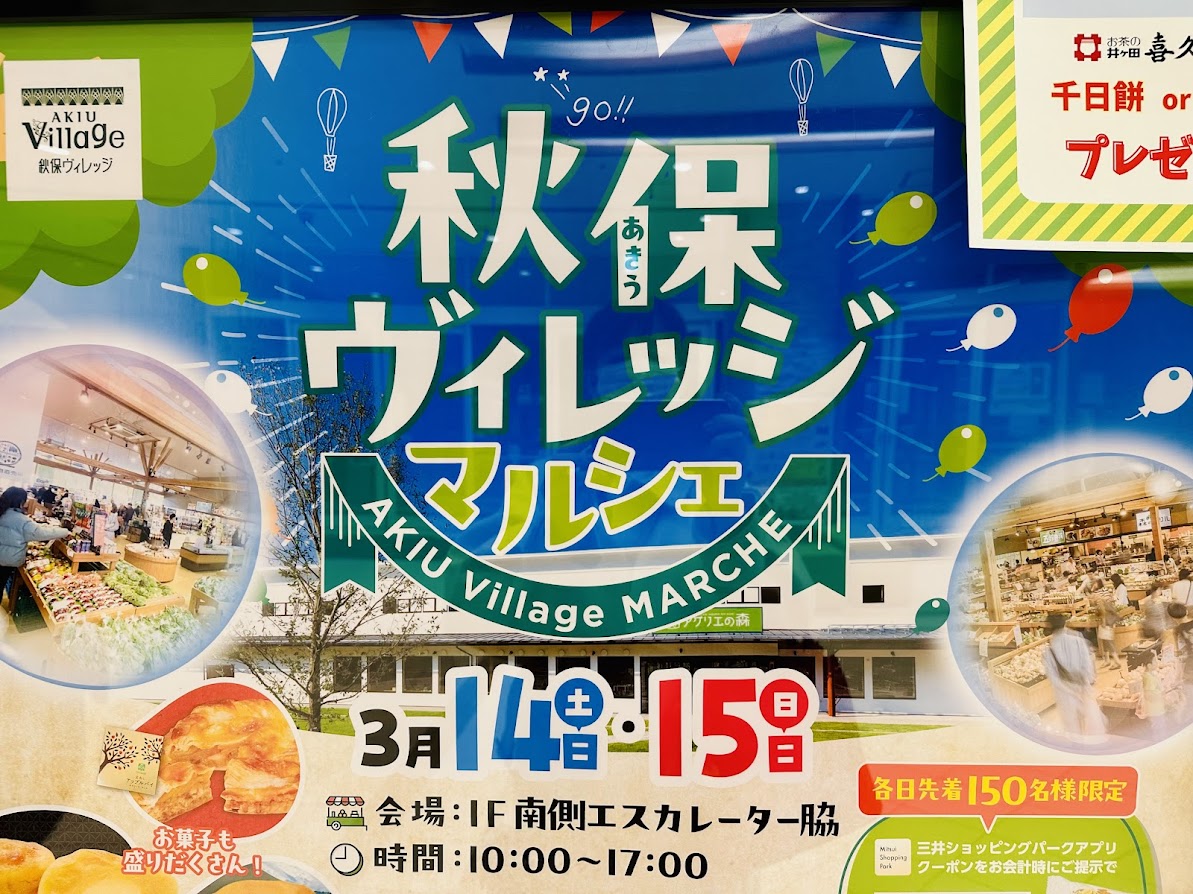 AKIU
Village
秋保ヴィレッジ
go!!
お茶の
井ヶ田
千日餅 or
プレゼ
秋保
あきう
ヴィレッジ
マルシェ
AKIU Village MARCHE
アグリエの森
3月14土日・15日日
会場：1F南側エスカレーター脇
時間：10:00～17:00
お菓子も
盛りだくさん！
各日先着150名様限定
Mitsui
Shopping
Park
三井ショッピングパークアプリ
クーポンをお会計時にご提示で